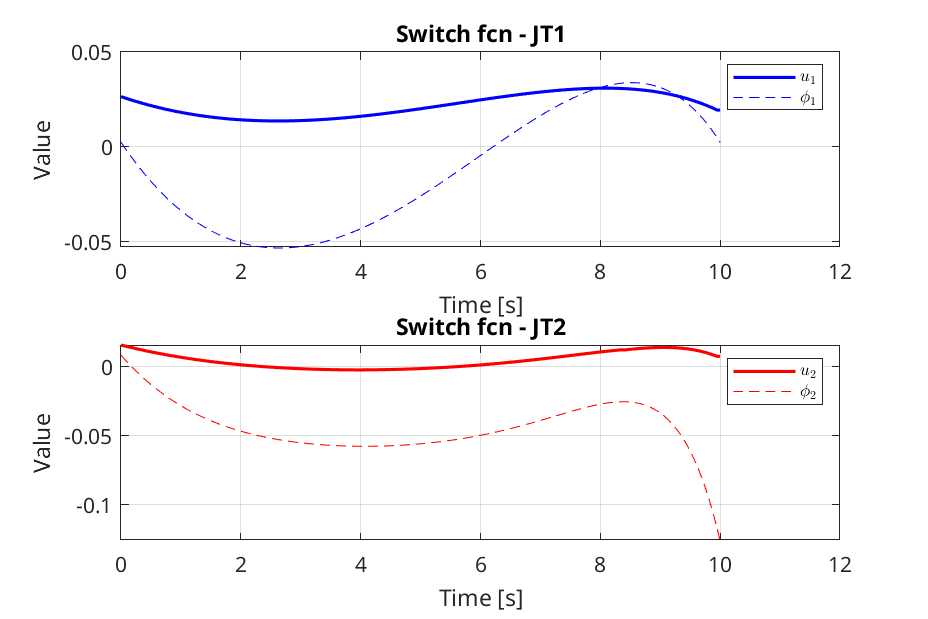 Switch fcn - JT1
0.05
0
-0.05
Value
u₁
ϕ₁
0 2 4 6 8 10 12
Time [s]
Switch fcn - JT2
0
-0.05
-0.1
Value
u₂
ϕ₂
0 2 4 6 8 10 12
Time [s]